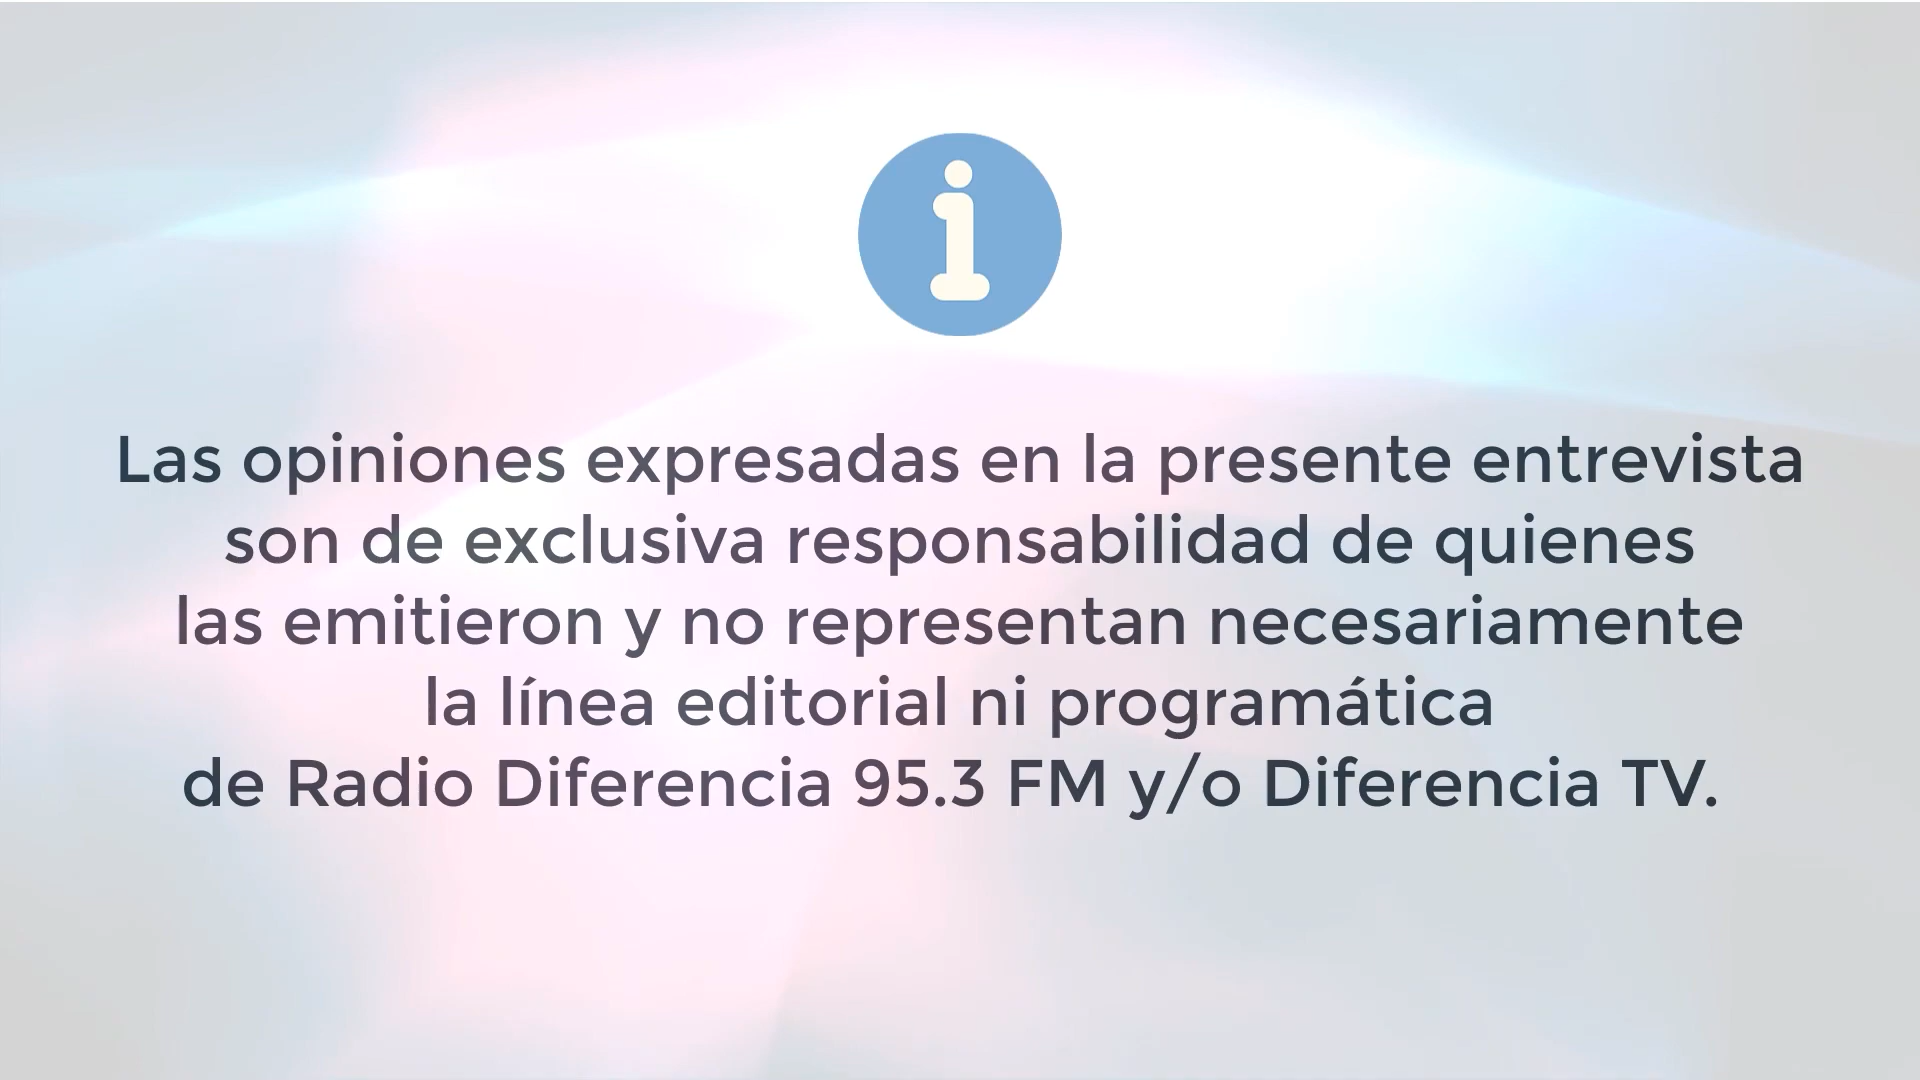 Las opiniones expresadas en la presente entrevista
son de exclusiva responsabilidad de quienes
las emitieron y no representan necesariamente
la línea editorial ni programática
de Radio Diferencia 95.3 FM y/o Diferencia TV.